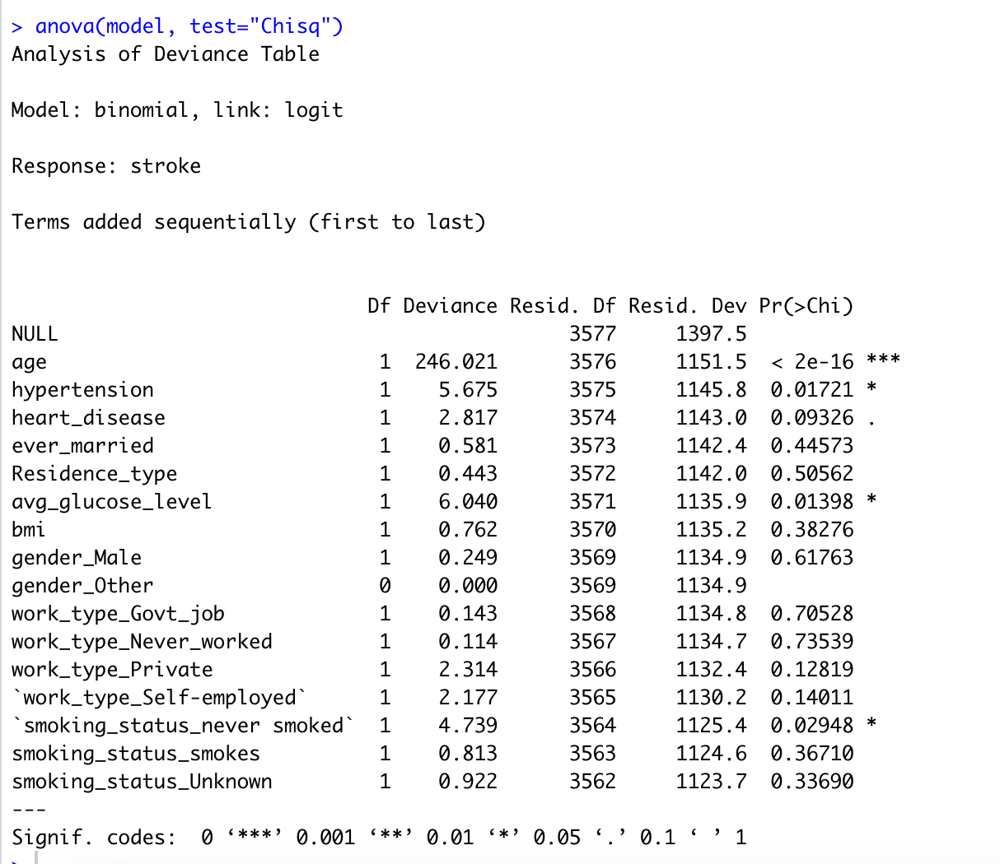 > anova(model, test="Chisq")
Analysis of Deviance Table
Model: binomial, link: logit
Response: stroke
Terms added sequentially (first to last)
Df Deviance Resid. Df Resid. Dev Pr(>Chi)
NULL 3577 1397.5
age 1 246.021 3576 1151.5 < 2e-16 ***
hypertension 1 5.675 3575 1145.8 0.01721 *
heart_disease 1 2.817 3574 1143.0 0.09326 .
ever_married 1 0.581 3573 1142.4 0.44573
Residence_type 1 0.443 3572 1142.0 0.50562
avg_glucose_level 1 6.040 3571 1135.9 0.01398 *
bmi 1 0.762 3570 1135.2 0.38276
gender_Male 1 0.249 3569 1134.9 0.61763
gender_Other 0 0.000 3569 1134.9
work_type_Govt_job 1 0.143 3568 1134.8 0.70528
work_type_Never_worked 1 0.114 3567 1134.7 0.73539
work_type_Private 1 2.314 3566 1132.4 0.12819
`work_type_Self-employed` 1 2.177 3565 1130.2 0.14011
`smoking_status_never smoked` 1 4.739 3564 1125.4 0.02948 *
smoking_status_smokes 1 0.813 3563 1124.6 0.36710
smoking_status_Unknown 1 0.922 3562 1123.7 0.33690
---
Signif. codes: 0 ‘***’ 0.001 ‘**’ 0.01 ‘*’ 0.05 ‘.’ 0.1 ‘ ’ 1
>